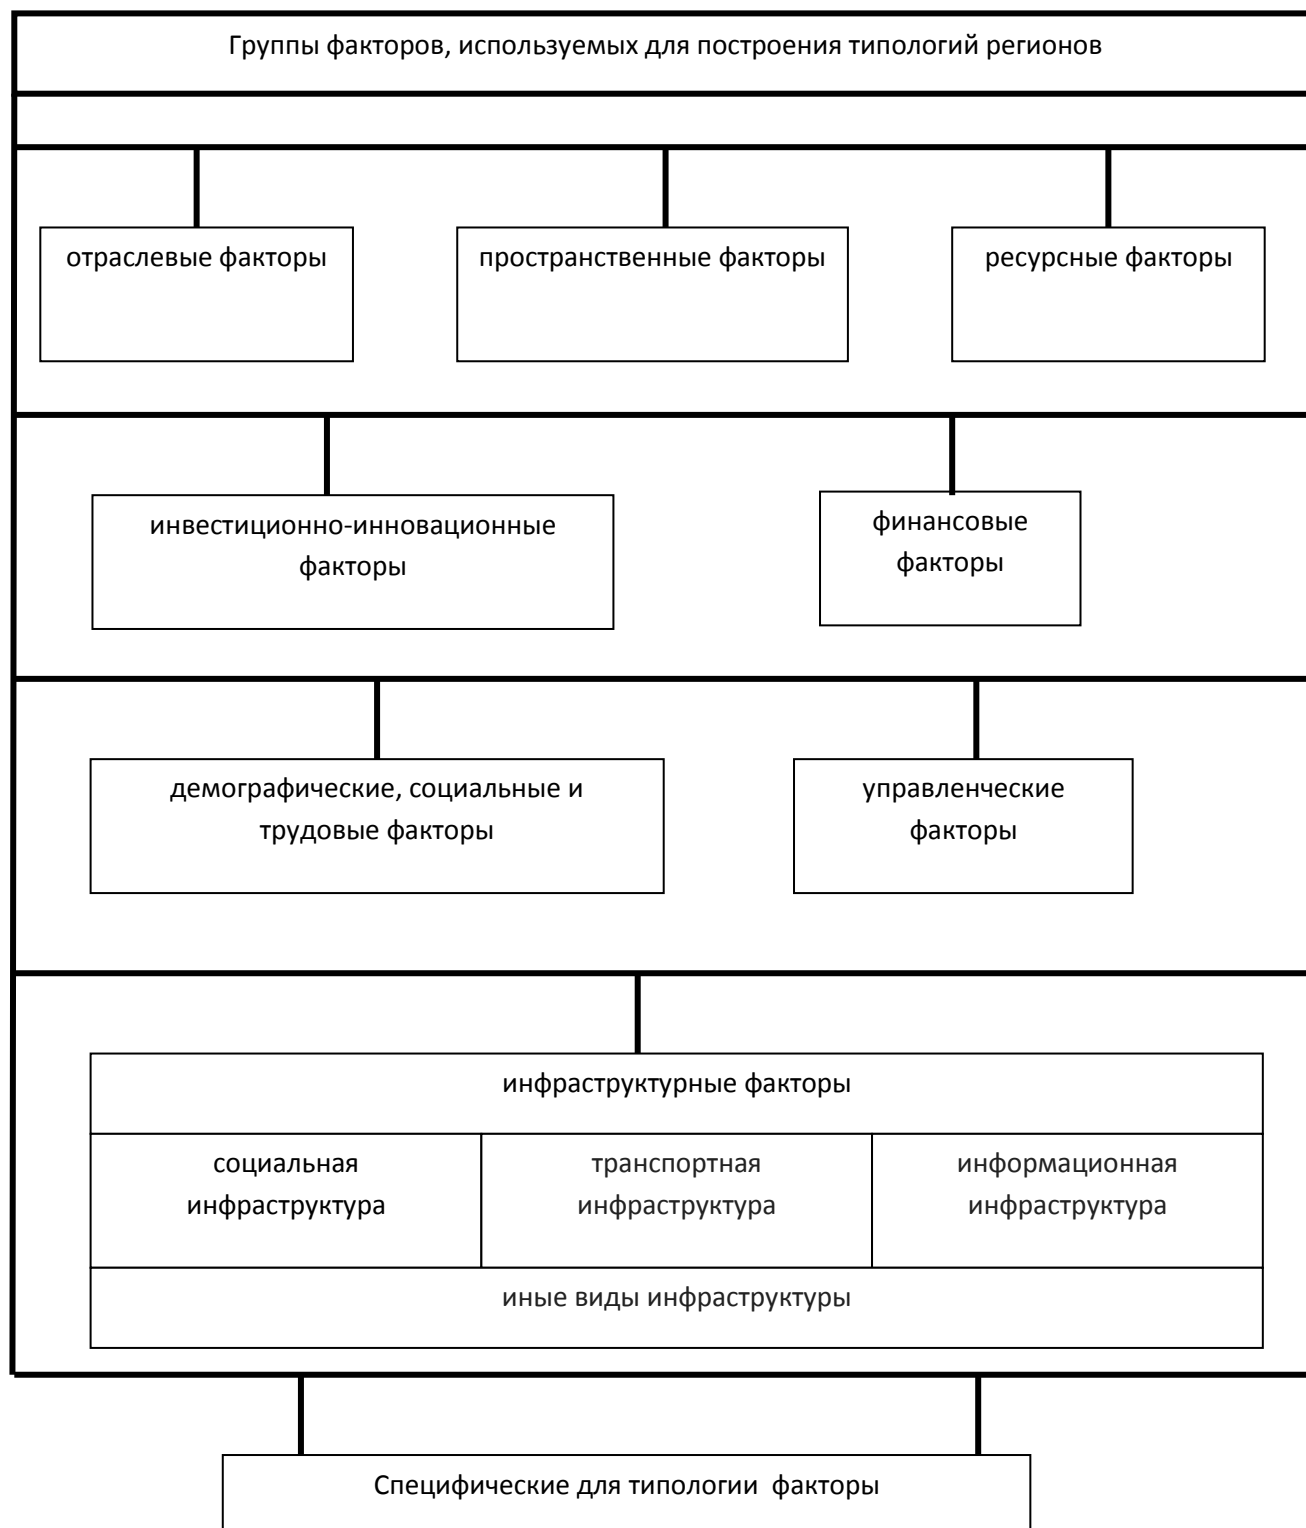 Группы факторов, используемых для построения типологий регионов
отраслевые факторы
пространственные факторы
ресурсные факторы
инвестиционно-инновационные
факторы
финансовые
факторы
демографические, социальные и
трудовые факторы
управленческие
факторы
инфраструктурные факторы
социальная
инфраструктура
транспортная
инфраструктура
информационная
инфраструктура
иные виды инфраструктуры
Специфические для типологии факторы